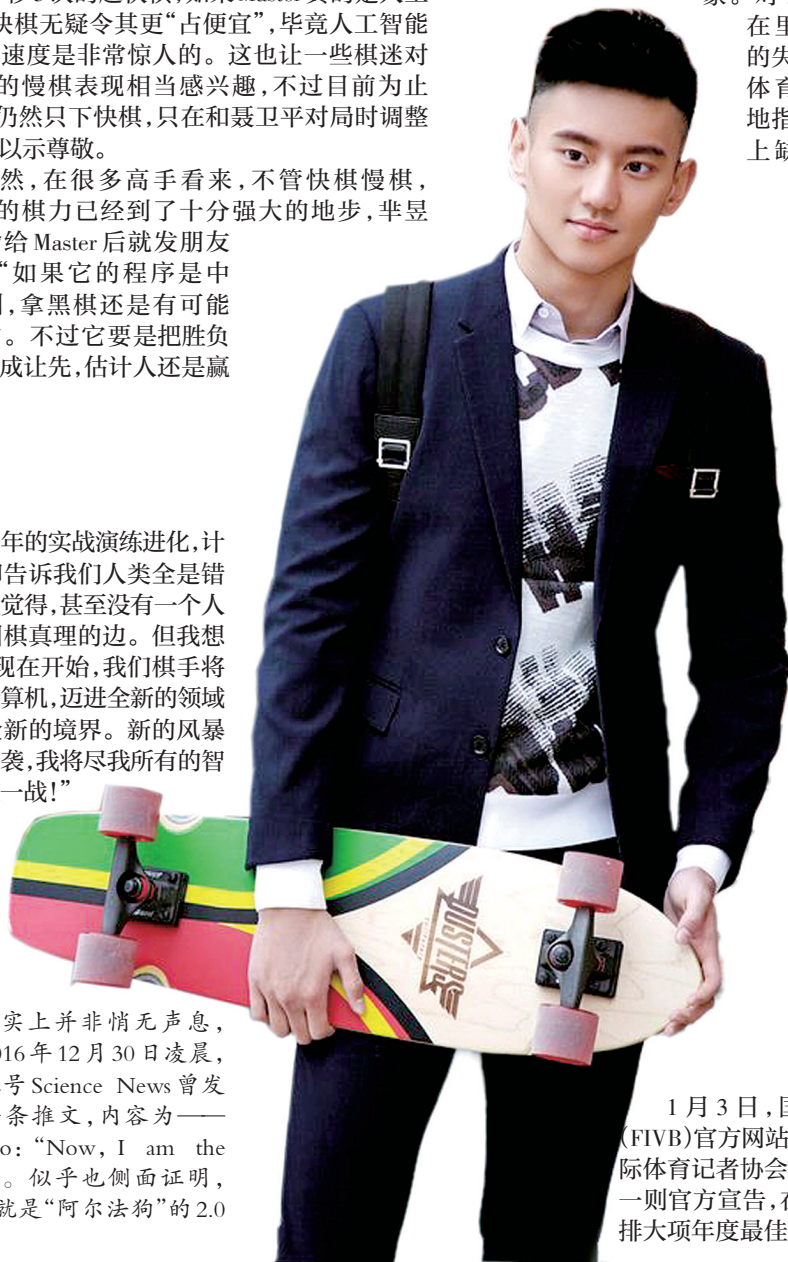 快棋无疑令其更“占便宜”,毕竟人工智能
速度是非常惊人的。这也让一些棋迷对
的慢棋表现相当感兴趣,不过目前为止
仍然只下快棋,只在和聂卫平对局时调整
以示尊敬。
然,在很多高手看来,不管快棋慢棋,
的棋力已经到了十分强大的地步,芈昱
给 Master 后就发朋友
“如果它的程序是中
,拿黑棋还是有可能
。不过它要是把胜负
成让先,估计人还是赢
年的实战演练进化,计
告诉我们人类全是错
觉得,甚至没有一个人
棋真理的边。但我想
现在开始,我们棋手将
算机,迈进全新的领域
新的境界。新的风暴
袭,我将尽我所有的智
一战!”
实上并非悄无声息,
16年12月30日凌晨,
号 Science News 曾发
条推文,内容为——
o: “Now, I am the
。似乎也侧面证明,
就是“阿尔法狗”的2.0
在里
的失
体育
地指
上缺
DUSTERS
1月3日,国
(FIVB)官方网站
际体育记者协会
一则官方宣告,在
排大项年度最佳